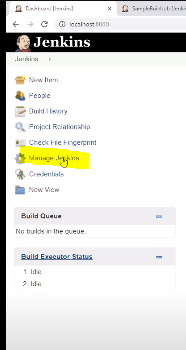 Dashboard [Jenkins]
SampleBuildJob [Jenkins
localhost:8080
Jenkins
Jenkins
New Item
People
Build History
Project Relationship
Check File Fingerprint
Manage Jenkins
Credentials
New View
Build Queue
No builds in the queue.
Build Executor Status
1 Idle
2 Idle